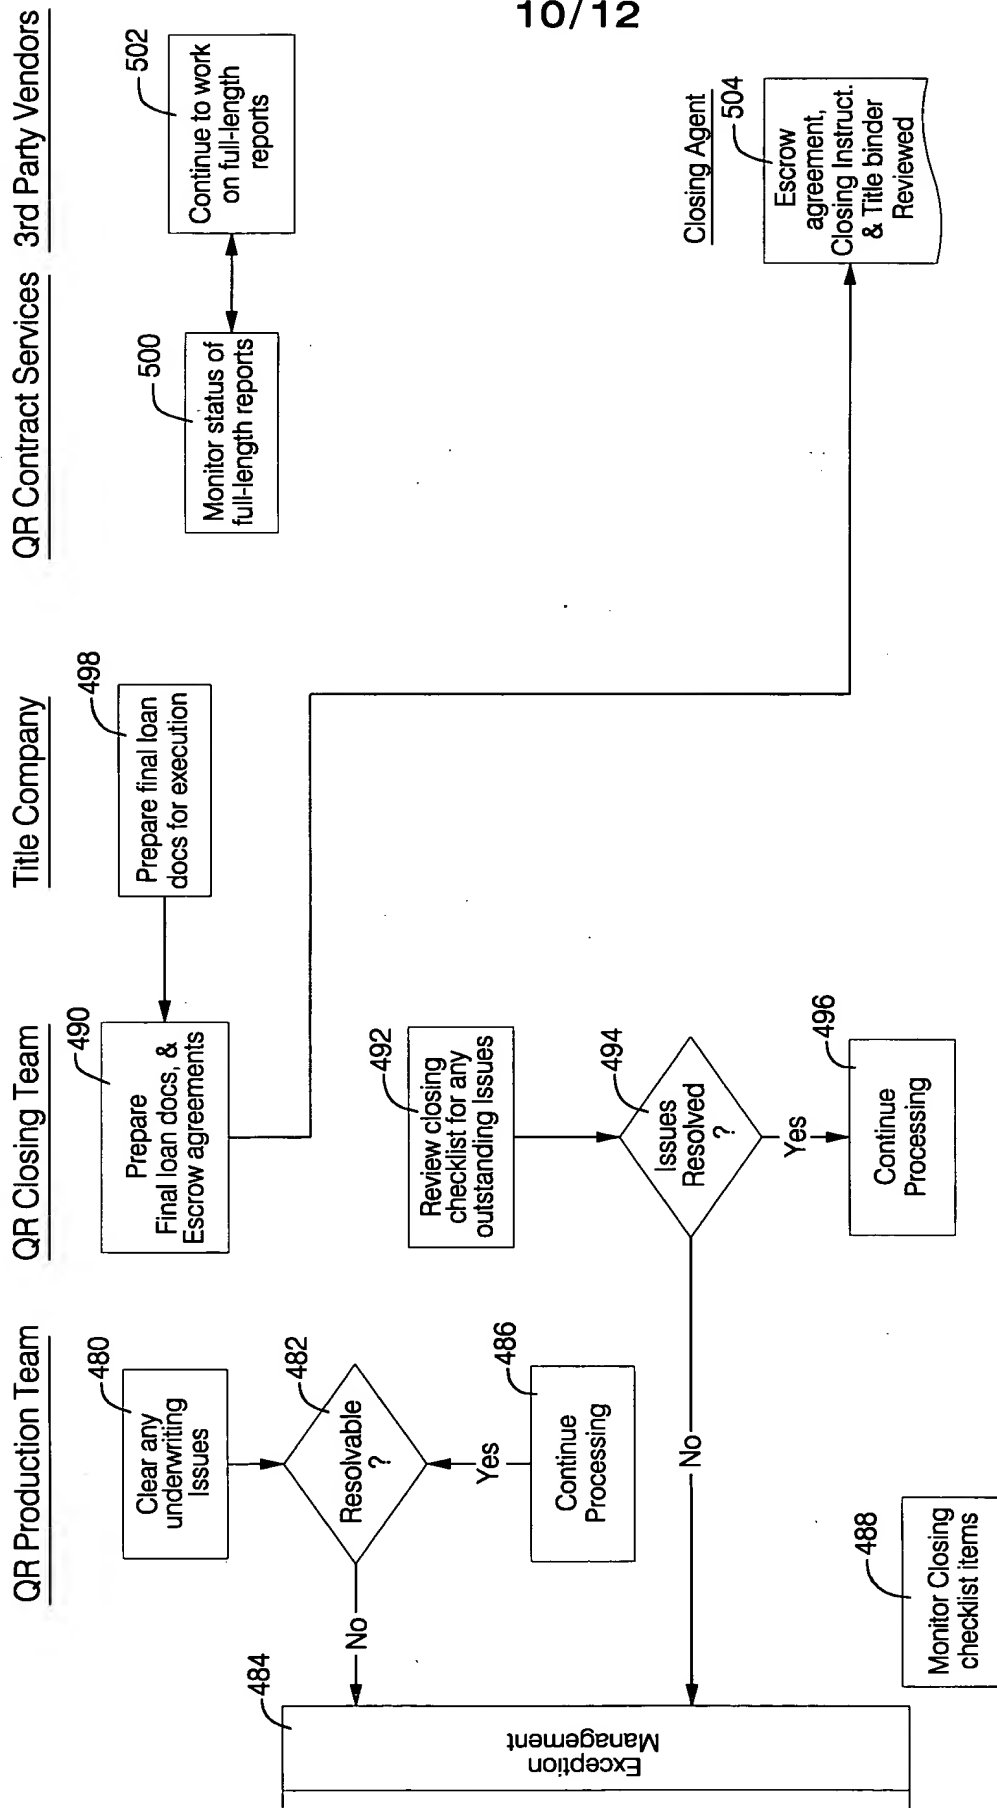 10/12
QR Production Team
QR Closing Team
Title Company
QR Contract Services
3rd Party Vendors
480
Clear any
underwriting
Issues
482
Resolvable
?
No
Yes
486
Continue
Processing
484
Exception
Management
488
Monitor Closing
checklist items
490
Prepare
Final loan docs, &
Escrow agreements
492
Review closing
checklist for any
outstanding Issues
494
Issues
Resolved
?
No
Yes
496
Continue
Processing
498
Prepare final loan
docs for execution
500
Monitor status of
full-length reports
502
Continue to work
on full-length
reports
Closing Agent
504
Escrow
agreement,
Closing Instruct.
& Title binder
Reviewed